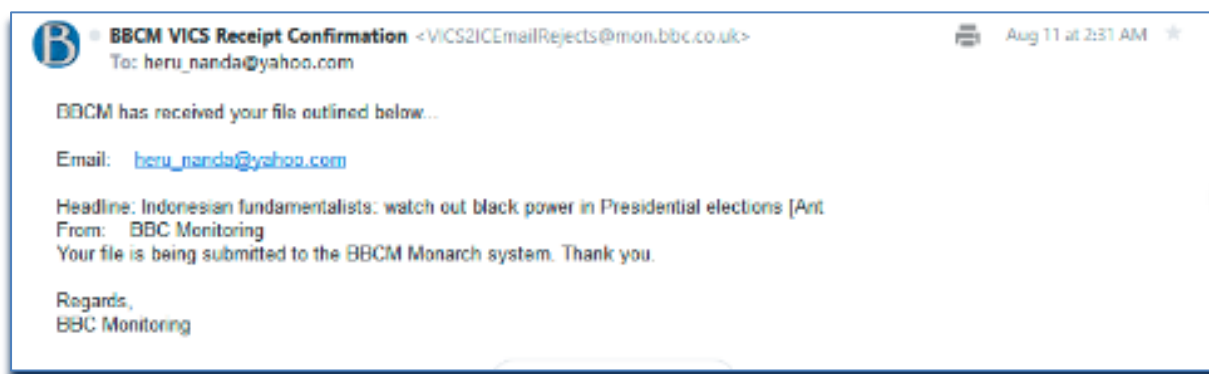 B
BBCM VICS Receipt Confirmation <VICS2ICEmailRejects@mon.bbc.co.uk>
Aug 11 at 2:31 AM
To: heru_nanda@yahoo.com
BBCM has received your file outlined below...
Email: heru_nanda@yahoo.com
Headline: Indonesian fundamentalists: watch out black power in Presidential elections [Ant
From: BBC Monitoring
Your file is being submitted to the BBCM Monarch system. Thank you.
Regards,
BBC Monitoring